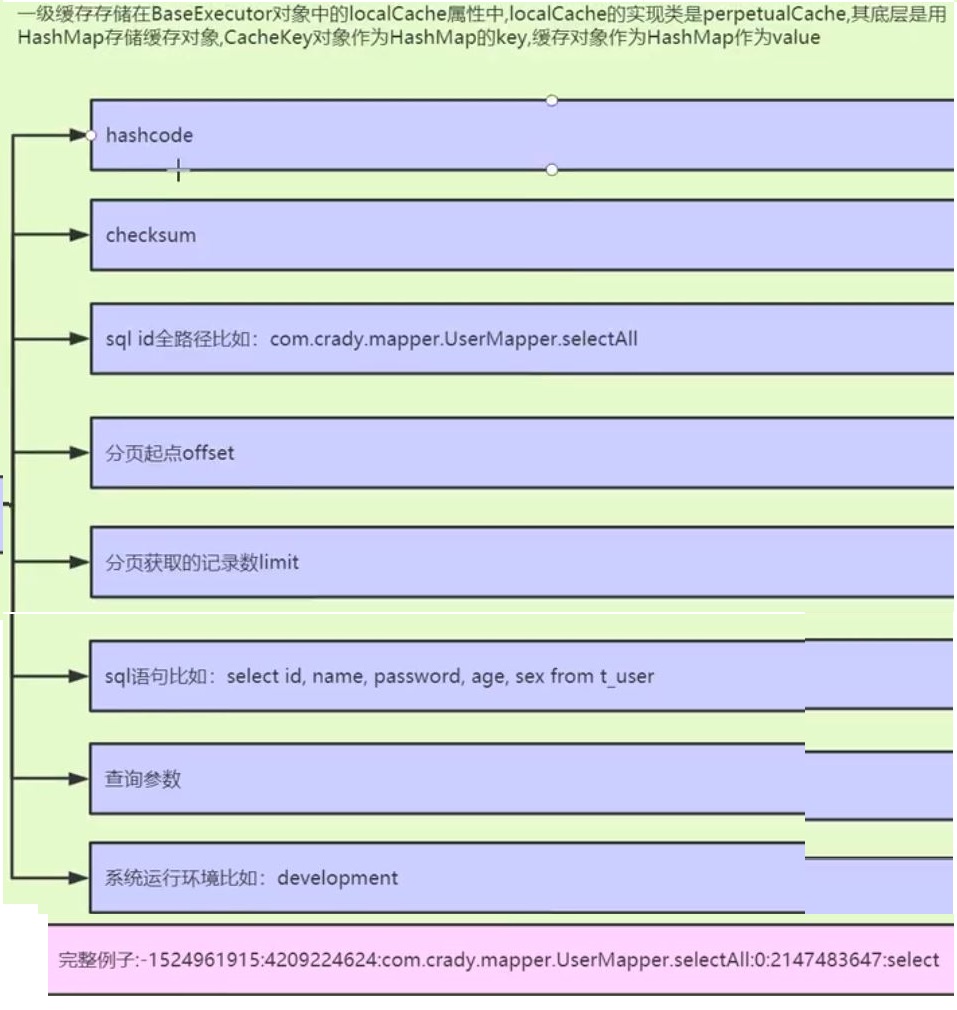 一级缓存存储在BaseExecutor对象中的localCache属性中,localCache的实现类是perpetualCache,其底层是用
HashMap存储缓存对象,CacheKey对象作为HashMap的key,缓存对象作为HashMap作为value
hashcode
checksum
sql id全路径比如：com.crady.mapper.UserMapper.selectAll
分页起点offset
分页获取的记录数limit
sql语句比如：select id, name, password, age, sex from t_user
查询参数
系统运行环境比如：development
完整例子:-1524961915:4209224624:com.crady.mapper.UserMapper.selectAll:0:2147483647:select